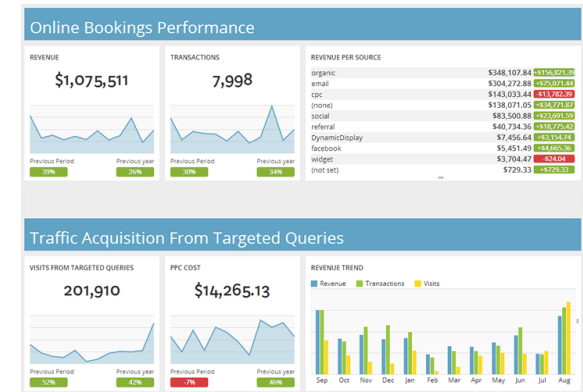 Online Bookings Performance
REVENUE
$1,075,511
Previous Period Previous year
39% 26%
TRANSACTIONS
7,998
Previous Period Previous year
30% 34%
REVENUE PER SOURCE
organic $348,107.84 +$156,821.39
email $304,272.88 +$75,071.44
cpc $143,033.44 -$13,782.39
(none) $138,071.05 +$34,771.87
social $83,500.88 +$23,691.59
referral $40,734.36 +$18,775.42
DynamicDisplay $7,456.64 +$3,154.74
facebook $5,451.49 +$4,665.36
widget $3,704.47 -$24.04
(not set) $729.33 +$729.33
Traffic Acquisition From Targeted Queries
VISITS FROM TARGETED QUERIES
201,910
Previous Period Previous year
52% 42%
PPC COST
$14,265.13
Previous Period Previous year
-7% 46%
REVENUE TREND
Revenue Transactions Visits
Sep Oct Nov Dec Jan Feb Mar Apr May Jun Jul Aug